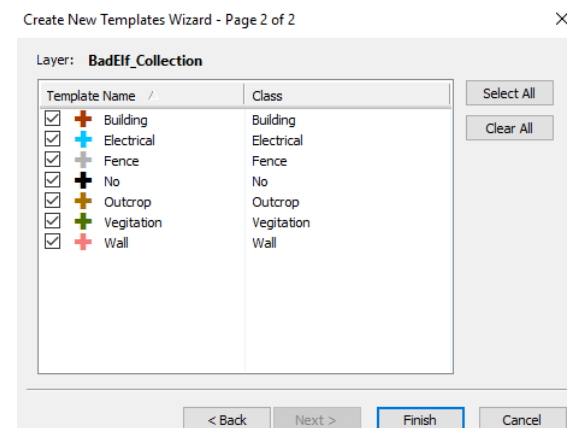 Create New Templates Wizard - Page 2 of 2
Layer: BadElf_Collection
Template Name Class
Select All
Building Building
Clear All
Electrical Electrical
Fence Fence
No No
Outcrop Outcrop
Vegitation Vegitation
Wall Wall
< Back Next > Finish Cancel